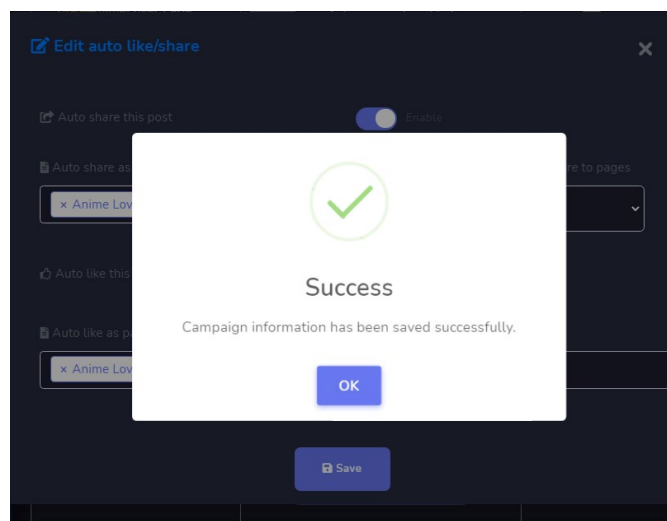 Edit auto like/share
Auto share this post
Enable
Auto share as
re to pages
× Anime Lov
Success
Auto like this
Campaign information has been saved successfully.
Auto like as p
× Anime Lov
OK
Save